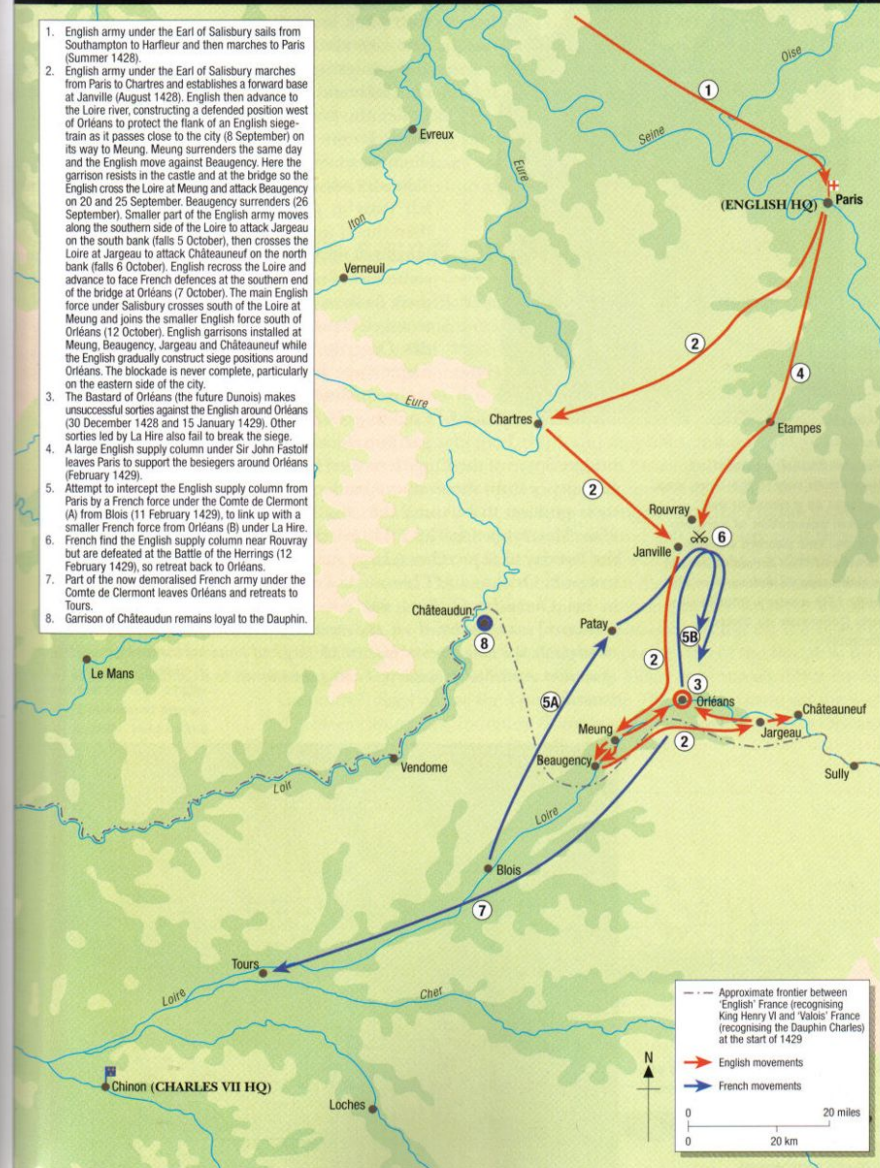 1. English army under the Earl of Salisbury sails from
Southampton to Harfleur and then marches to Paris
(Summer 1428).
2. English army under the Earl of Salisbury marches
from Paris to Chartres and establishes a forward base
at Janville (August 1428). English then advance to
the Loire river, constructing a defended position west
of Orléans to protect the flank of an English siege-
train as it passes close to the city (8 September) on
its way to Meung. Meung surrenders the same day
and the English move against Beaugency. Here the
garrison resists in the castle and at the bridge so the
English cross the Loire at Meung and attack Beaugency
on 20 and 25 September. Beaugency surrenders (26
September). Smaller part of the English army moves
along the southern side of the Loire to attack Jargeau
on the south bank (falls 5 October), then crosses the
Loire at Jargeau to attack Châteauneuf on the north
bank (falls 6 October). English recross the Loire and
advance to face French defences at the southern end
of the bridge at Orléans (7 October). The main English
force under Salisbury crosses south of the Loire at
Meung and joins the smaller English force south of
Orléans (12 October). English garrisons installed at
Meung, Beaugency, Jargeau and Châteauneuf while
the English gradually construct siege positions around
Orléans. The blockade is never complete, particularly
on the eastern side of the city.
3. The Bastard of Orléans (the future Dunois) makes
unsuccessful sorties against the English around Orléans
(30 December 1428 and 15 January 1429). Other
sorties led by La Hire also fail to break the siege.
4. A large English supply column under Sir John Fastolf
leaves Paris to support the besiegers around Orléans
(February 1429).
5. Attempt to intercept the English supply column from
Paris by a French force under the Comte de Clermont
(A) from Blois (11 February 1429), to link up with a
smaller French force from Orléans (B) under La Hire.
6. French find the English supply column near Rouvray
but are defeated at the Battle of the Herrings (12
February 1429), so retreat back to Orléans.
7. Part of the now demoralised French army under the
Comte de Clermont leaves Orléans and retreats to
Tours.
8. Garrison of Châteaudun remains loyal to the Dauphin.
Oise
1
Seine
Evreux
Eure
(ENGLISH HQ)
Paris
Iton
Verneuil
2
4
Eure
Chartres
Etampes
2
Rouvray
6
Janville
Châteaudun
8
Patay
5B
2
Le Mans
3
5A
Orléans
Châteauneuf
Meung
Jargeau
2
Beaugency
Vendome
Sully
Loir
Loire
Blois
7
Tours
Loire
Cher
Chinon (CHARLES VII HQ)
Loches
N
Approximate frontier between
'English' France (recognising
King Henry VI and 'Valois' France
(recognising the Dauphin Charles)
at the start of 1429
English movements
French movements
0 20 miles
0 20 km